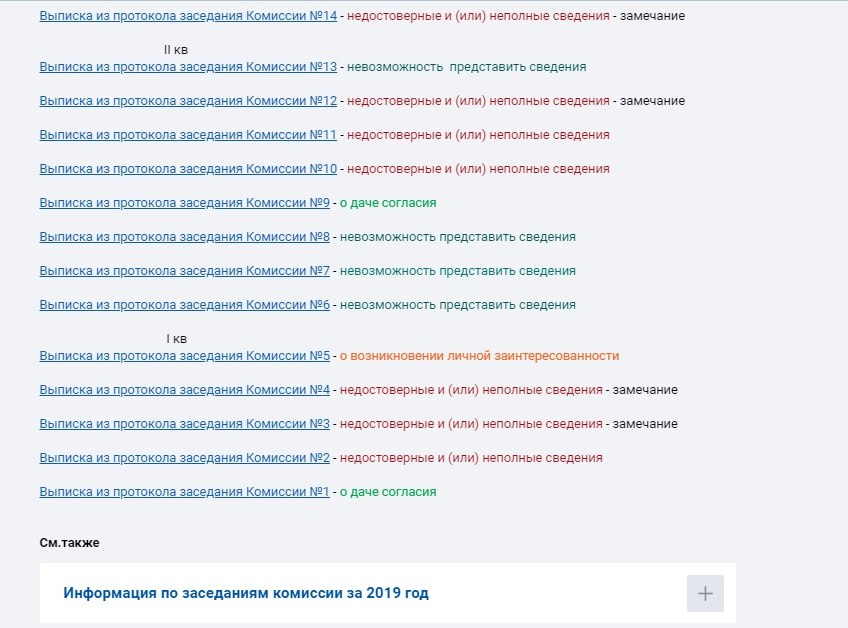 Выписка из протокола заседания Комиссии №14 - недостоверные и (или) неполные сведения - замечание
II кв
Выписка из протокола заседания Комиссии №13 - невозможность представить сведения
Выписка из протокола заседания Комиссии №12 - недостоверные и (или) неполные сведения - замечание
Выписка из протокола заседания Комиссии №11 - недостоверные и (или) неполные сведения
Выписка из протокола заседания Комиссии №10 - недостоверные и (или) неполные сведения
Выписка из протокола заседания Комиссии №9 - о даче согласия
Выписка из протокола заседания Комиссии №8 - невозможность представить сведения
Выписка из протокола заседания Комиссии №7 - невозможность представить сведения
Выписка из протокола заседания Комиссии №6 - невозможность представить сведения
I кв
Выписка из протокола заседания Комиссии №5 - о возникновении личной заинтересованности
Выписка из протокола заседания Комиссии №4 - недостоверные и (или) неполные сведения - замечание
Выписка из протокола заседания Комиссии №3 - недостоверные и (или) неполные сведения - замечание
Выписка из протокола заседания Комиссии №2 - недостоверные и (или) неполные сведения
Выписка из протокола заседания Комиссии №1 - о даче согласия
См.также
Информация по заседаниям комиссии за 2019 год